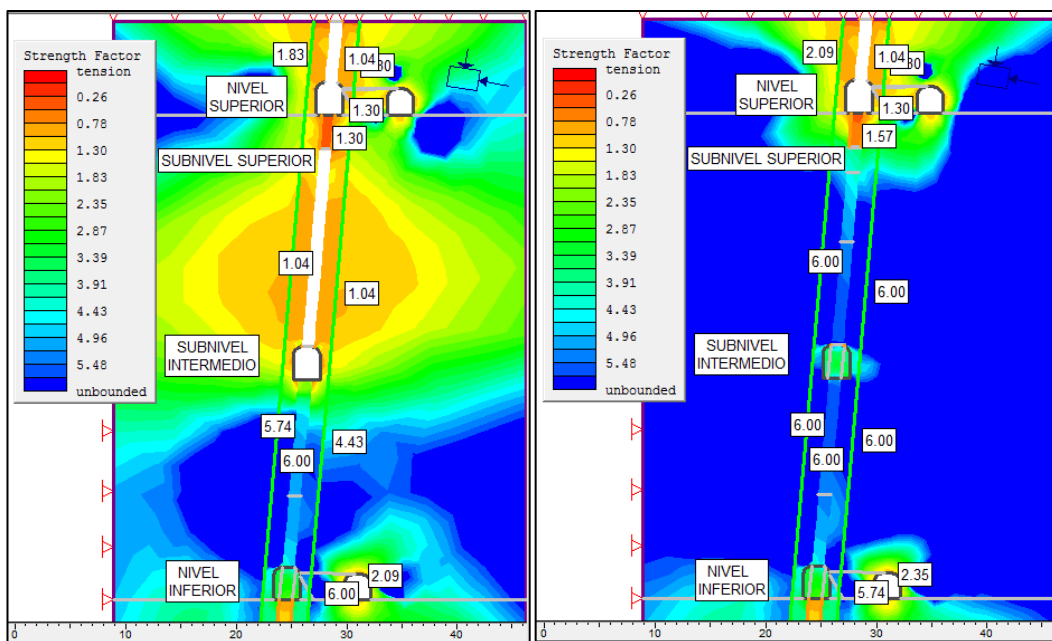 Strength Factor
tension
0.26
0.78
1.30
1.83
2.35
2.87
3.91
4.43
4.96
5.48
unbounded
1.83
1.04
NIVEL
SUPERIOR
1.30
1.30
SUBNIVEL SUPERIOR
1.04
1.04
SUBNIVEL
INTERMEDIO
5.74
4.43
6.00
NIVEL
INFERIOR
2.09
6.00
10
20
30
40
Strength Factor
tension
0.26
0.78
1.30
1.83
2.35
2.87
3.91
4.43
4.96
5.48
unbounded
2.09
1.04
NIVEL
SUPERIOR
1.30
1.57
SUBNIVEL SUPERIOR
6.00
6.00
SUBNIVEL
INTERMEDIO
6.00
6.00
6.00
NIVEL
INFERIOR
2.35
5.74
0
10
20
30
40